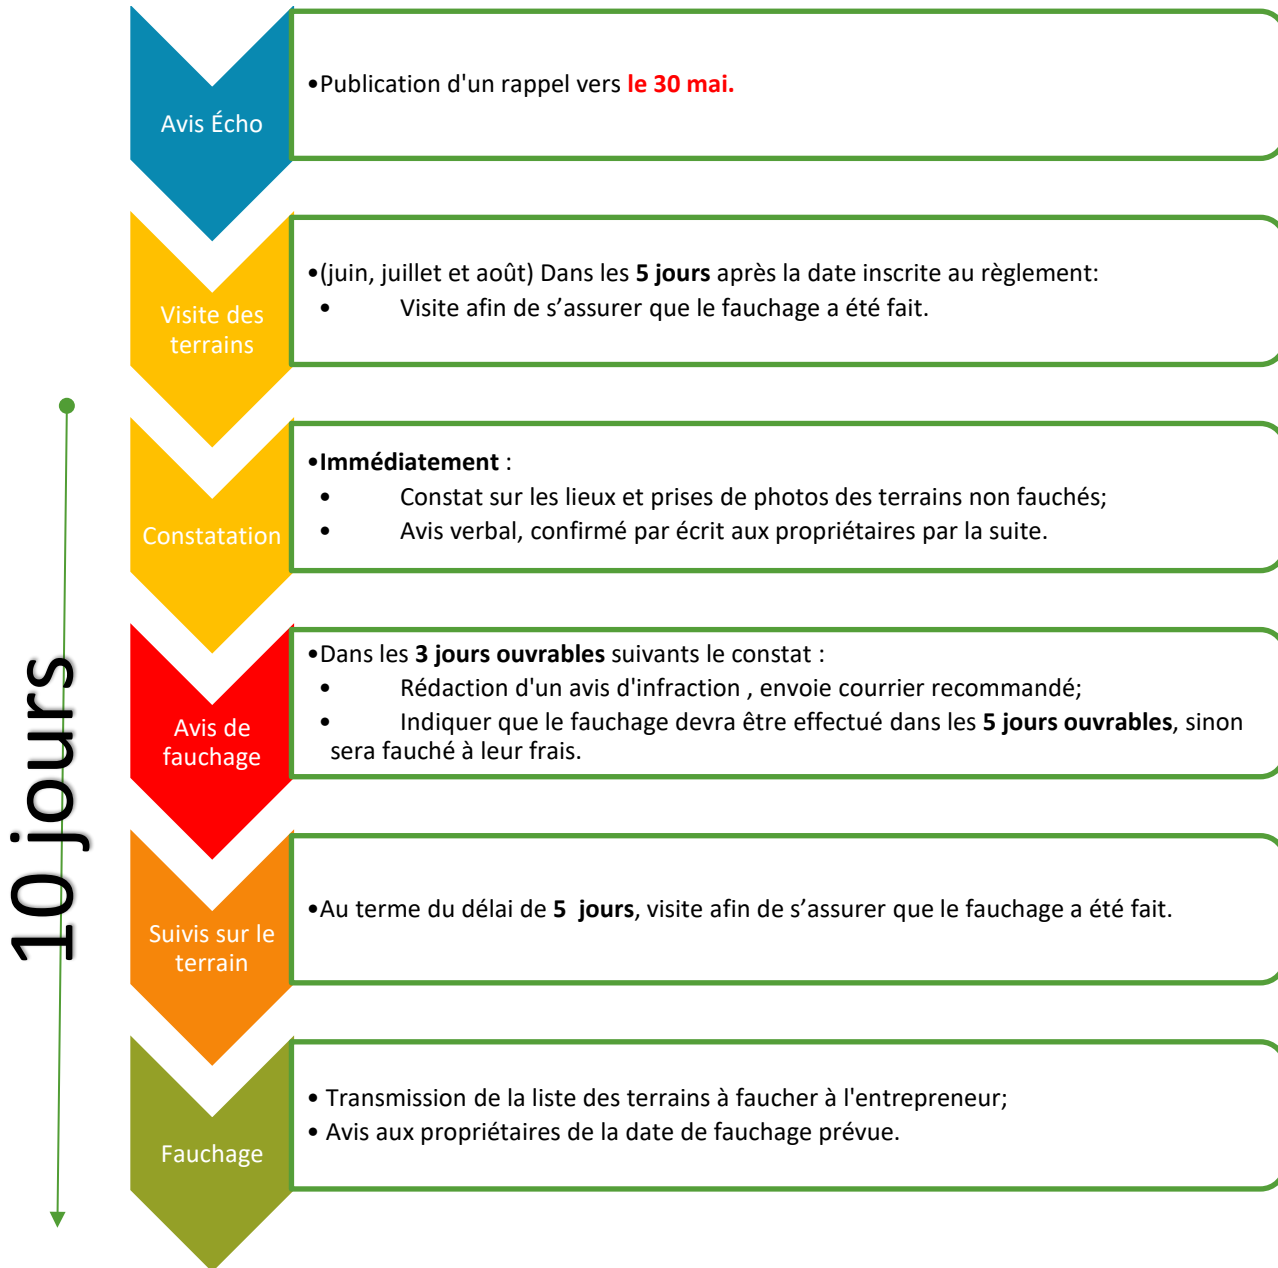 Avis Écho
•Publication d'un rappel vers le 30 mai.
Visite des
terrains
•(juin, juillet et août) Dans les 5 jours après la date inscrite au règlement:
• Visite afin de s’assurer que le fauchage a été fait.
Constatation
•Immédiatement :
• Constat sur les lieux et prises de photos des terrains non fauchés;
• Avis verbal, confirmé par écrit aux propriétaires par la suite.
Avis de
fauchage
•Dans les 3 jours ouvrables suivants le constat :
• Rédaction d'un avis d'infraction , envoie courrier recommandé;
• Indiquer que le fauchage devra être effectué dans les 5 jours ouvrables, sinon
sera fauché à leur frais.
Suivis sur le
terrain
•Au terme du délai de 5 jours, visite afin de s’assurer que le fauchage a été fait.
Fauchage
• Transmission de la liste des terrains à faucher à l'entrepreneur;
• Avis aux propriétaires de la date de fauchage prévue.
10 jours